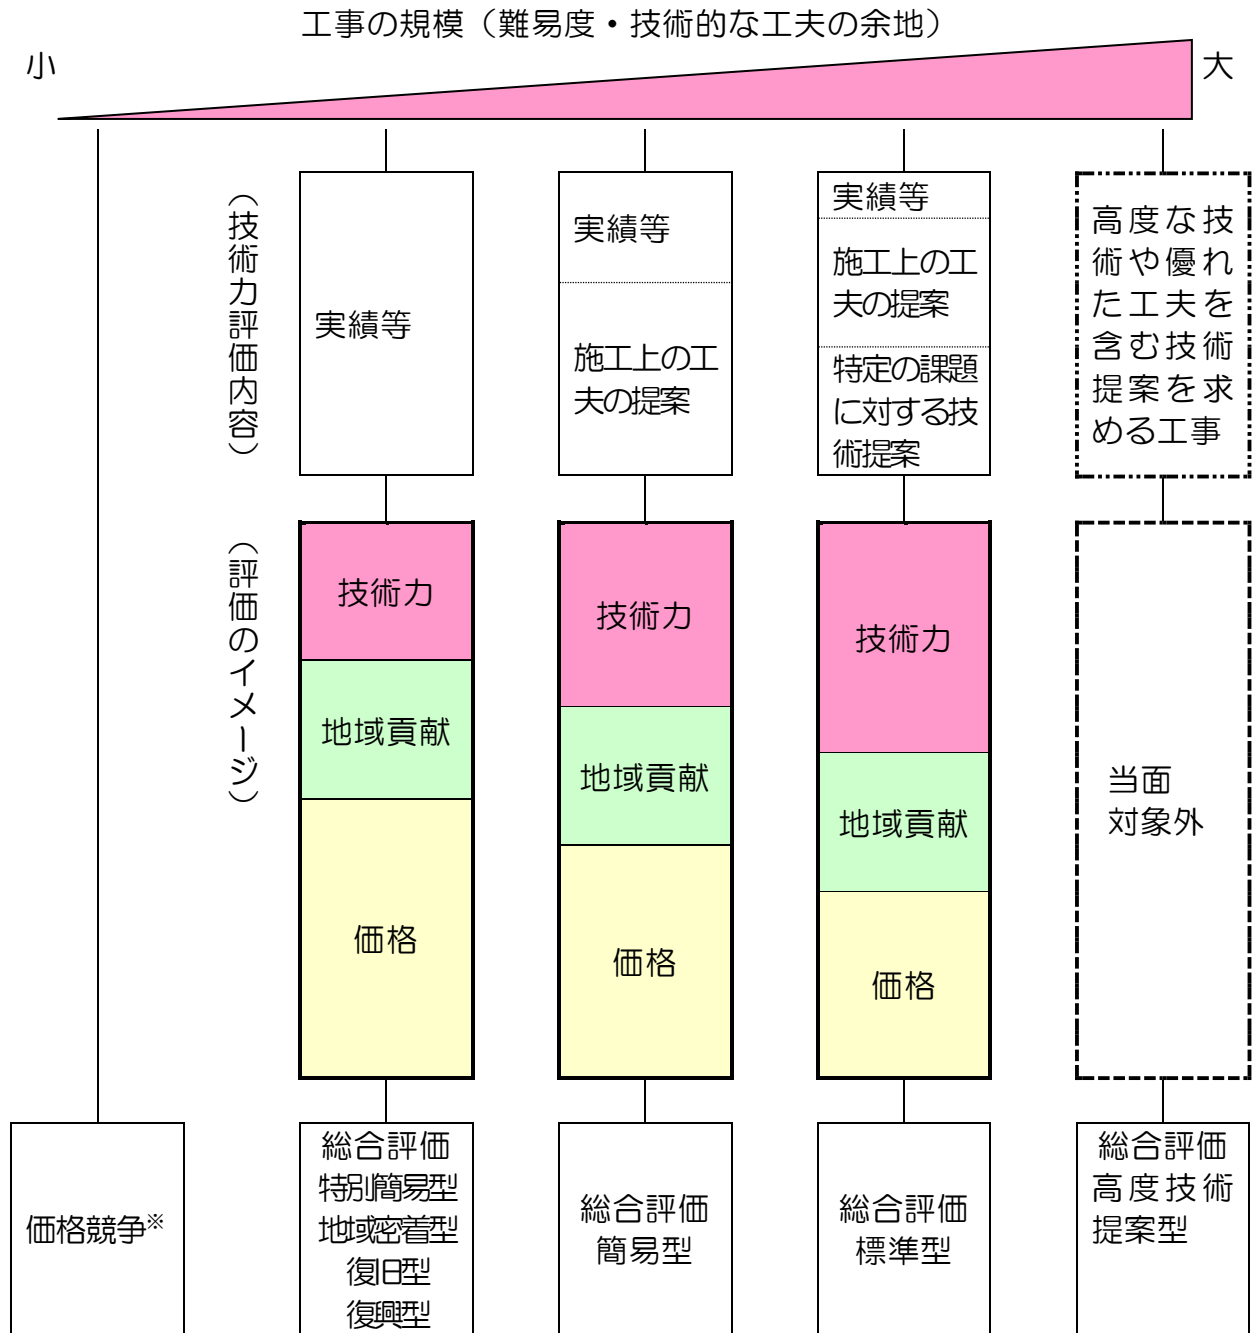 工事の規模（難易度・技術的な工夫の余地）
小
大
（技術力評価内容）
実績等
実績等
施工上の工
夫の提案
実績等
施工上の工
夫の提案
特定の課題
に対する技
術提案
高度な技
術や優れ
た工夫を
含む技術
提案を求
める工事
（評価のイメージ）
技術力
地域貢献
価格
技術力
地域貢献
価格
技術力
地域貢献
価格
当面
対象外
価格競争※
総合評価
特別簡易型
地域密着型
復旧型
復興型
総合評価
簡易型
総合評価
標準型
総合評価
高度技術
提案型